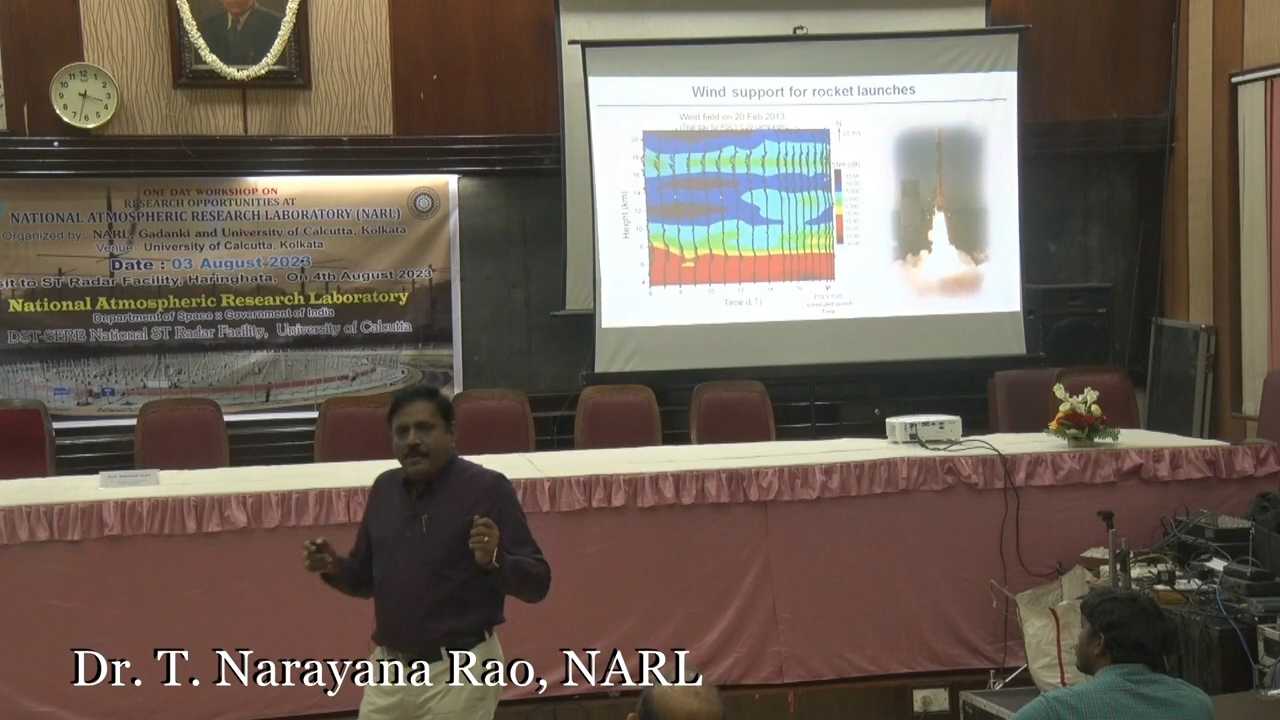 ONE DAY WORKSHOP ON
RESEARCH OPPORTUNITIES AT
NATIONAL ATMOSPHERIC RESEARCH LABORATORY (NARL)
Organized by: NARL, Gadanki and University of Calcutta, Kolkata
Venue: University of Calcutta, Kolkata
Date : 03 August 2023
sit to ST Radar Facility, Haringhata, On 4th August 2023
National Atmospheric Research Laboratory
Department of Space Government of India
DST-SERB National ST Radar Facility, University of Calcutta
Wind support for rocket launches
Wind field on 20 Feb 2013
Height (km)
Time (LT)
scheduled launch
Time
Dr. T. Narayana Rao, NARL